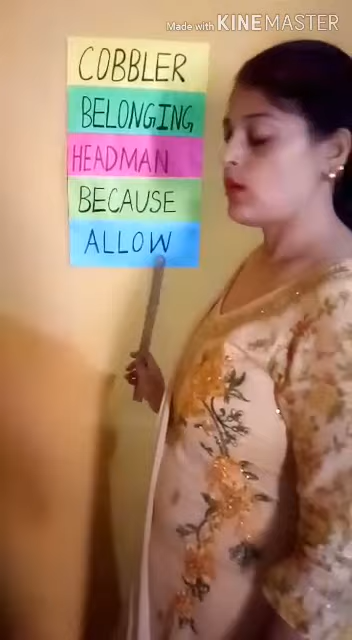 Made with KINEMASTER
COBBLER
BELONGING
HEADMAN
BECAUSE
ALLOW